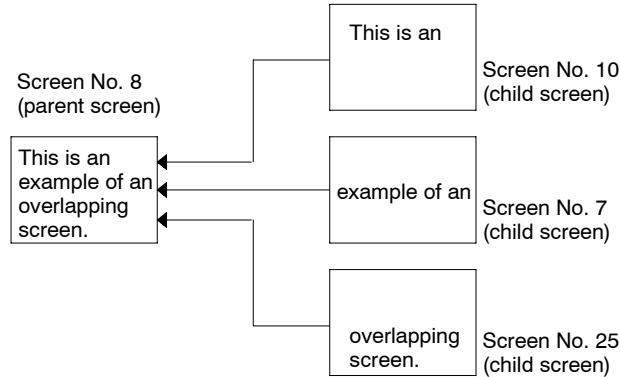 This is an
Screen No. 10
(child screen)
Screen No. 8
(parent screen)
This is an
example of an
overlapping
screen.
example of an
Screen No. 7
(child screen)
overlapping
screen.
Screen No. 25
(child screen)